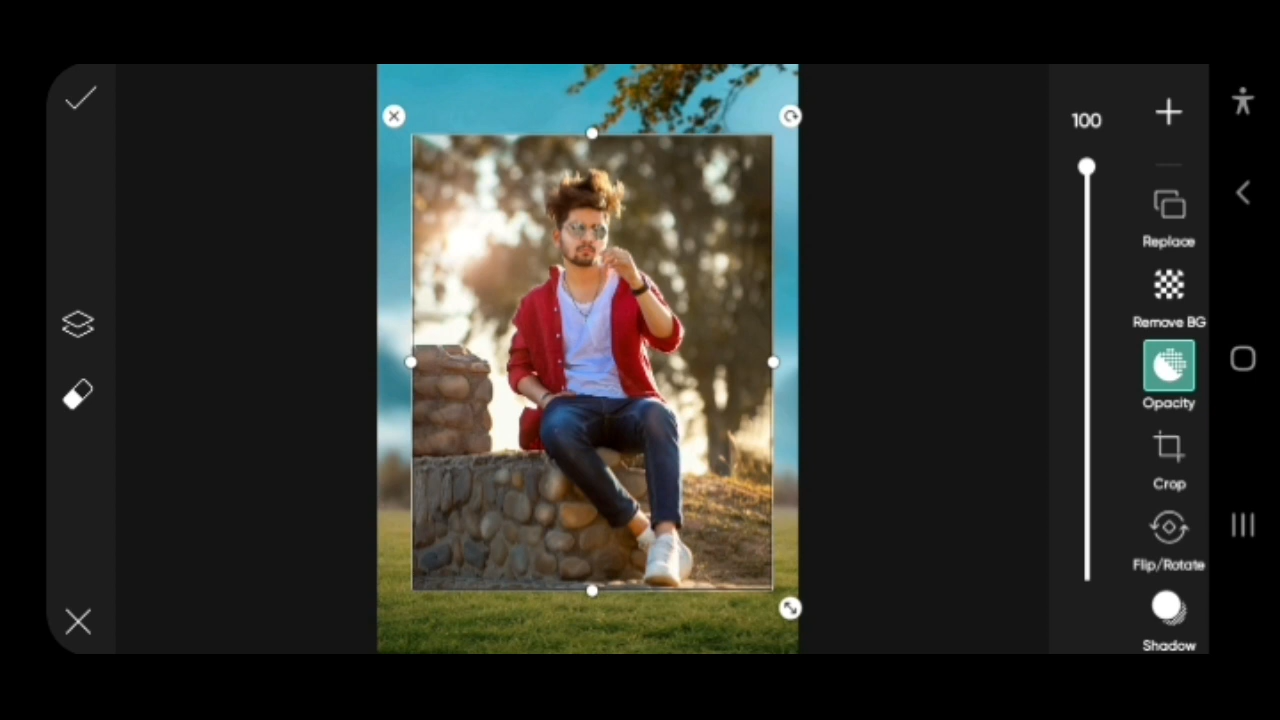 100
Replace
Remove BG
Opacity
Crop
Flip/Rotate
Shadow